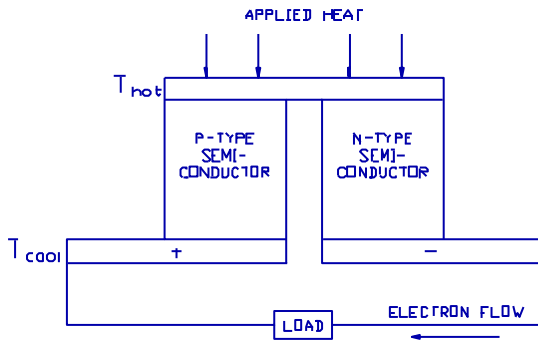 APPLIED HEAT
T hot
P-TYPE
SEMI-
CONDUCTOR
N-TYPE
SEMI-
CONDUCTOR
T cool
+
-
ELECTRON FLOW
LOAD